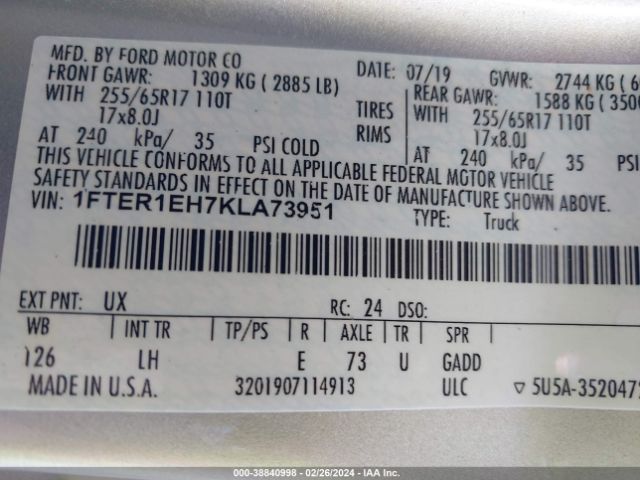 MFD. BY FORD MOTOR CO
DATE: 07/19 GVWR: 2744 KG (
FRONT GAWR: 1309 KG ( 2885 LB)
REAR GAWR: 1588 KG (
WITH 255/65R17 110T TIRES WITH 255/65R17 110T
17x8.0J RIMS 17x8.0J
AT 240 kPa/ 35 PSI COLD AT 240 kPa/ 35 PSI
THIS VEHICLE CONFORMS TO ALL APPLICABLE FEDERAL MOTOR VEHICLE
SAFETY STANDARDS IN EFFECT ON THE DATE OF MANUFACTURE SHOWN ABOVE.
VIN: 1FTER1EH7KLA73951 TYPE: Truck
EXT PNT: UX RC: 24 DSO:
WB INT TR TP/PS R AXLE TR SPR
126 LH E 73 U GADD
MADE IN U.S.A. 3201907114913 ULC ▽ 5U5A-352047
000-38840998 - 02/26/2024 - IAA Inc.